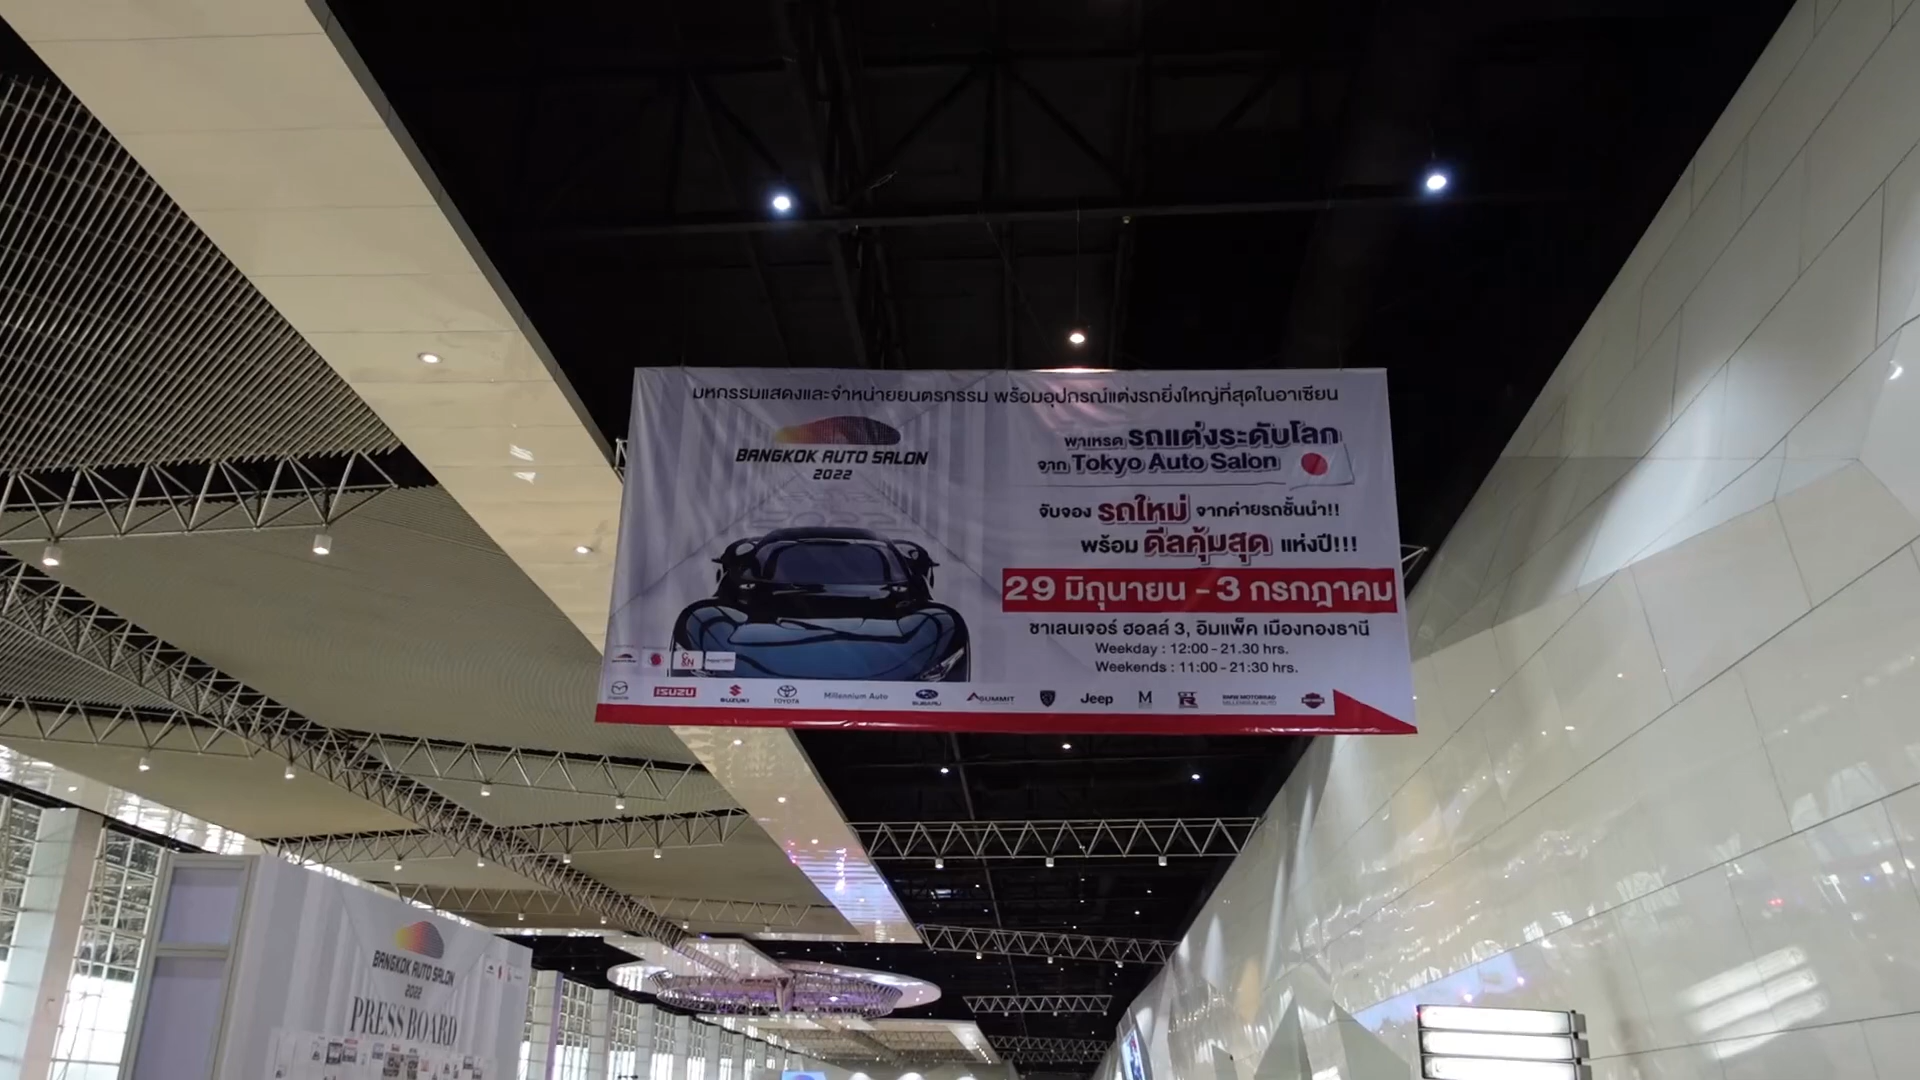 มหกรรมแสดงและจำหน่ายยนตรกรรม พร้อมอุปกรณ์แต่งรถยิ่งใหญ่ที่สุดในอาเซียน
BANGKOK AUTO SALON
2022
พาเหรด รถแต่งระดับโลก
จาก Tokyo Auto Salon
จับจอง รถใหม่ จากค่ายรถชั้นนำ!!
พร้อม ดีลคุ้มสุด แห่งปี!!!
29 มิถุนายน - 3 กรกฎาคม
ชาเลนเจอร์ ฮอลล์ 3, อิมแพ็ค เมืองทองธานี
Weekday : 12:00 - 21.30 hrs.
Weekends : 11:00 - 21:30 hrs.
ISUZU SUZUKI TOYOTA Millennium Auto SUBARU SUMMIT Jeep M GT R BMW MOTORRAD MILLENNIUM AUTO
BANGKOK AUTO SALON
2022
PRESS BOARD